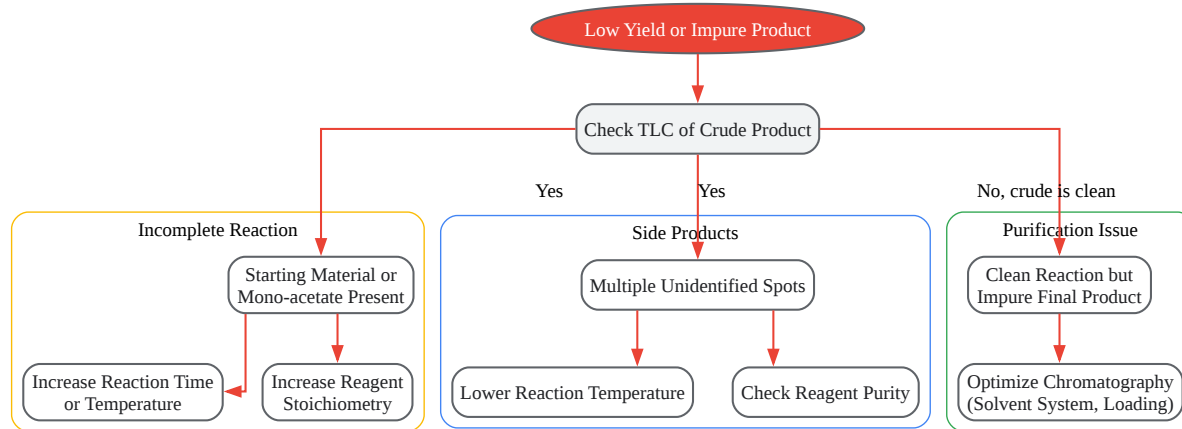 Low Yield or Impure Product
Check TLC of Crude Product
Yes
Yes
No, crude is clean
Incomplete Reaction
Side Products
Purification Issue
Starting Material or
Mono-acetate Present
Multiple Unidentified Spots
Clean Reaction but
Impure Final Product
Increase Reaction Time
or Temperature
Increase Reagent
Stoichiometry
Lower Reaction Temperature
Check Reagent Purity
Optimize Chromatography
(Solvent System, Loading)